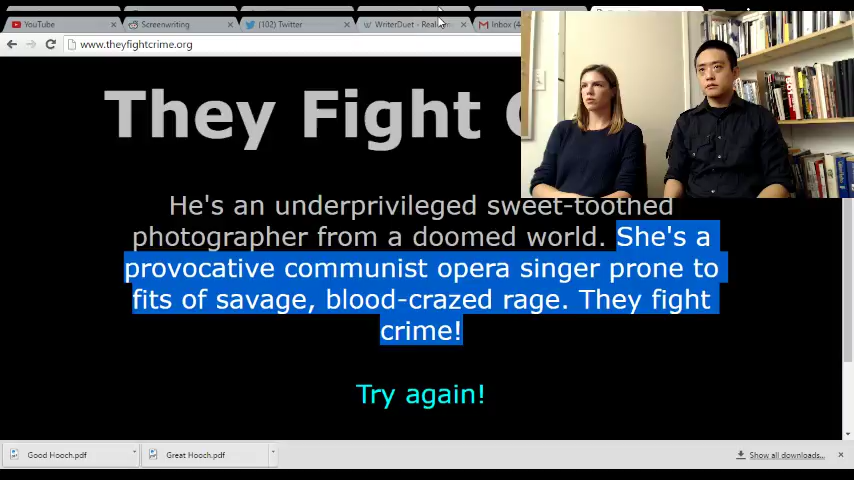 YouTube
Screenwriting
(102) Twitter
WriterDuet - Real
Inbox (4
www.theyfightcrime.org
They Fight
He's an underprivileged sweet-toothed
photographer from a doomed world. She's a
provocative communist opera singer prone to
fits of savage, blood-crazed rage. They fight
crime!
Try again!
Good Hooch.pdf
Great Hooch.pdf
Show all downloads...